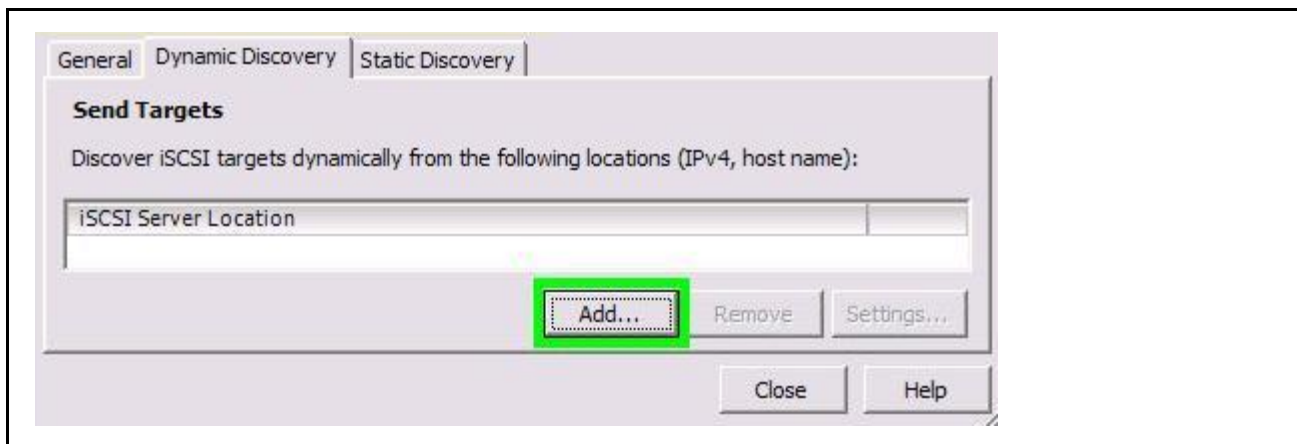 General Dynamic Discovery Static Discovery
Send Targets
Discover iSCSI targets dynamically from the following locations (IPv4, host name):
iSCSI Server Location
Add... Remove Settings...
Close Help